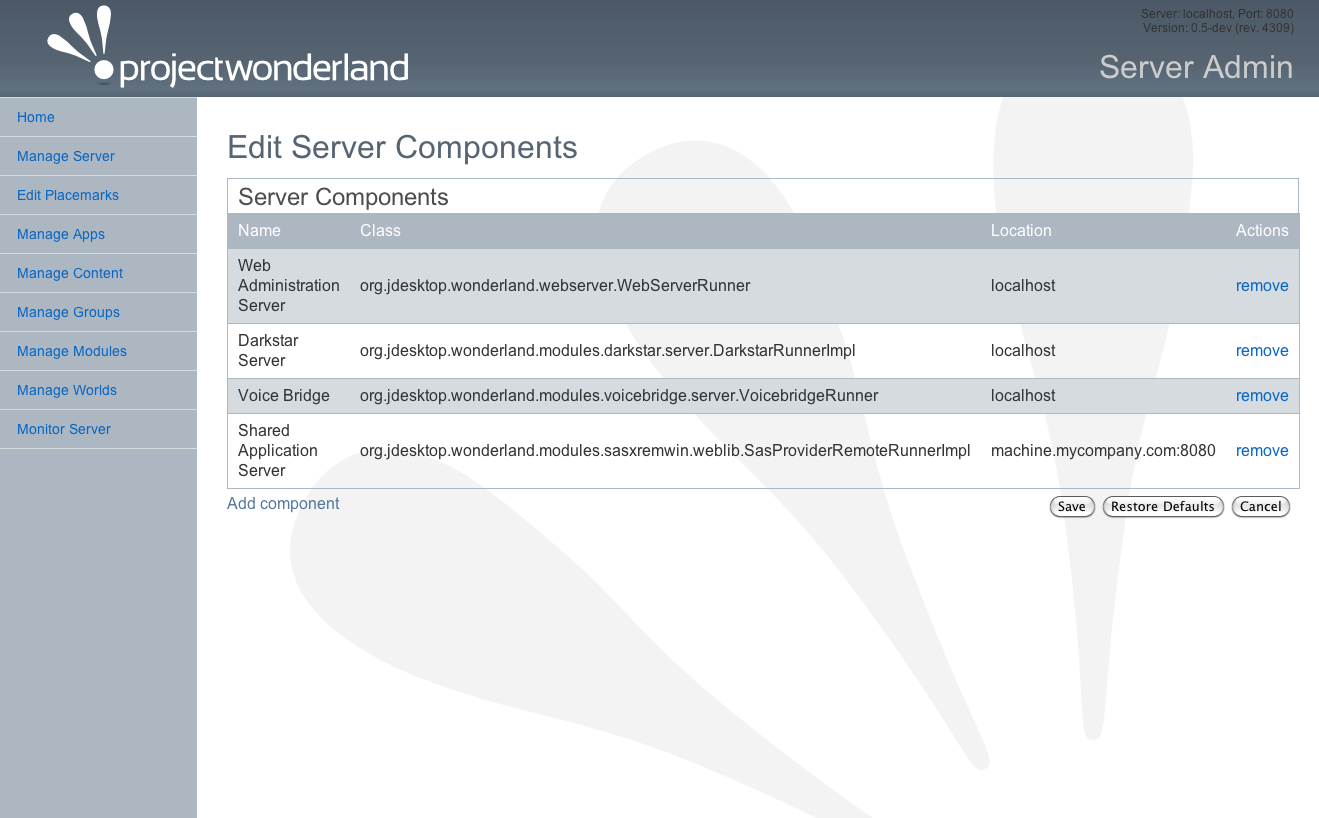 Server: localhost, Port: 8080
Version: 0.5-dev (rev. 4309)
projectwonderland
Server Admin
Home
Manage Server
Edit Placemarks
Manage Apps
Manage Content
Manage Groups
Manage Modules
Manage Worlds
Monitor Server
Edit Server Components
Server Components
Name Class Location Actions
Web
Administration
Server
org.jdesktop.wonderland.webserver.WebServerRunner localhost remove
Darkstar
Server
org.jdesktop.wonderland.modules.darkstar.server.DarkstarRunnerImpl localhost remove
Voice Bridge org.jdesktop.wonderland.modules.voicebridge.server.VoicebridgeRunner localhost remove
Shared
Application
Server
org.jdesktop.wonderland.modules.sasxremwin.weblib.SasProviderRemoteRunnerImpl machine.mycompany.com:8080 remove
Add component
Save Restore Defaults Cancel